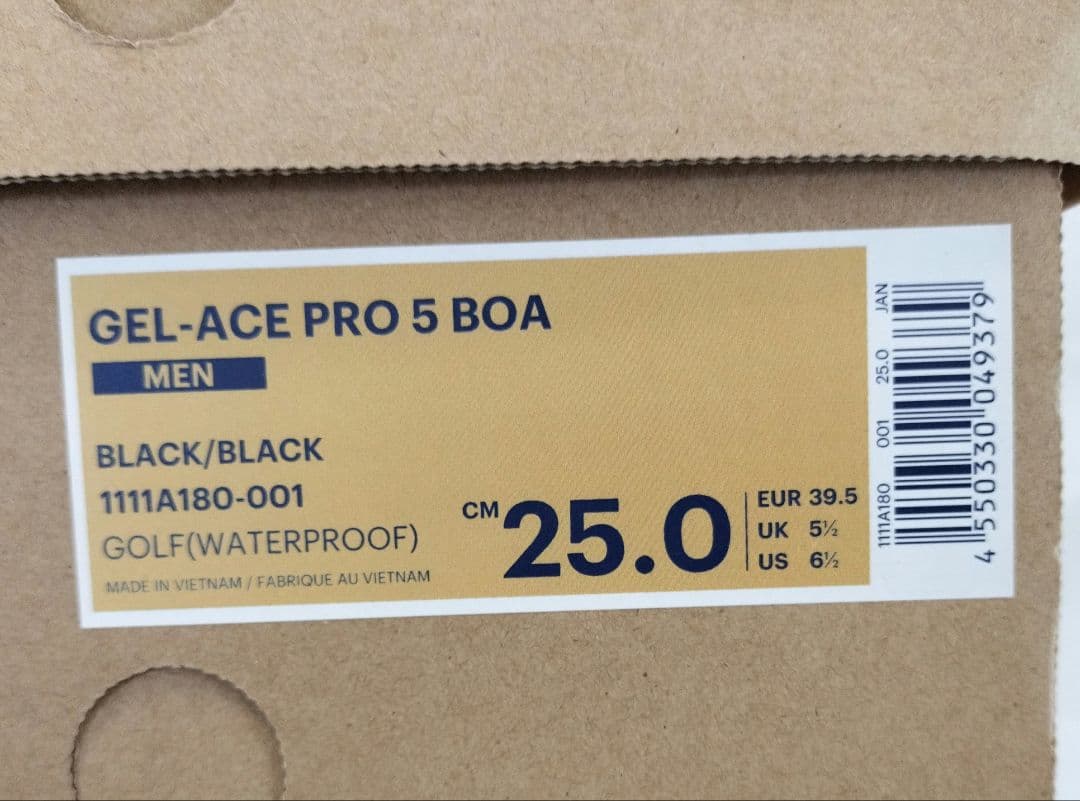 GEL-ACE PRO 5 BOA
MEN
BLACK/BLACK
1111A180-001
GOLF(WATERPROOF)
MADE IN VIETNAM / FABRIQUE AU VIETNAM
CM 25.0
EUR 39.5
UK 5½
US 6½
1111A180 001 25.0 JAN
4 550330 049379